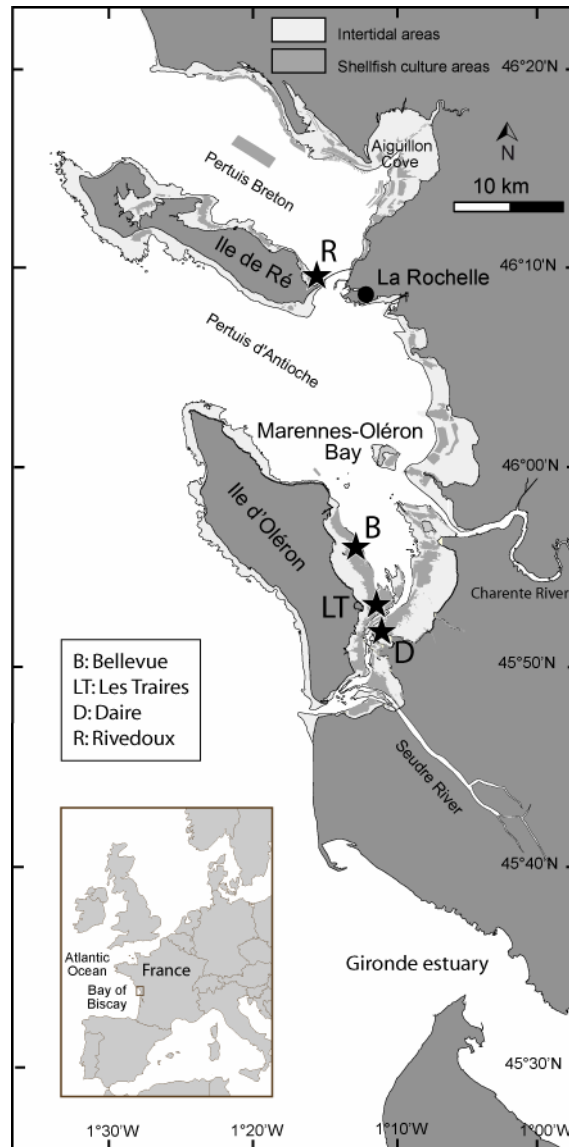 Intertidal areas
Shellfish culture areas
46°20'N
Aiguillon
Cove
N
Pertuis Breton
10 km
Ile de Ré
R
46°10'N
La Rochelle
Pertuis d'Antioche
Marennes-Oléron
Bay
46°00'N
Ile d'Oléron
B
Charente River
LT
D
45°50'N
B: Bellevue
LT: Les Traires
D: Daire
R: Rivedoux
Seudre River
45°40'N
Atlantic
Ocean
France
Bay of
Biscay
Gironde estuary
45°30'N
1°30'W
1°20'W
1°10'W
1°00'W